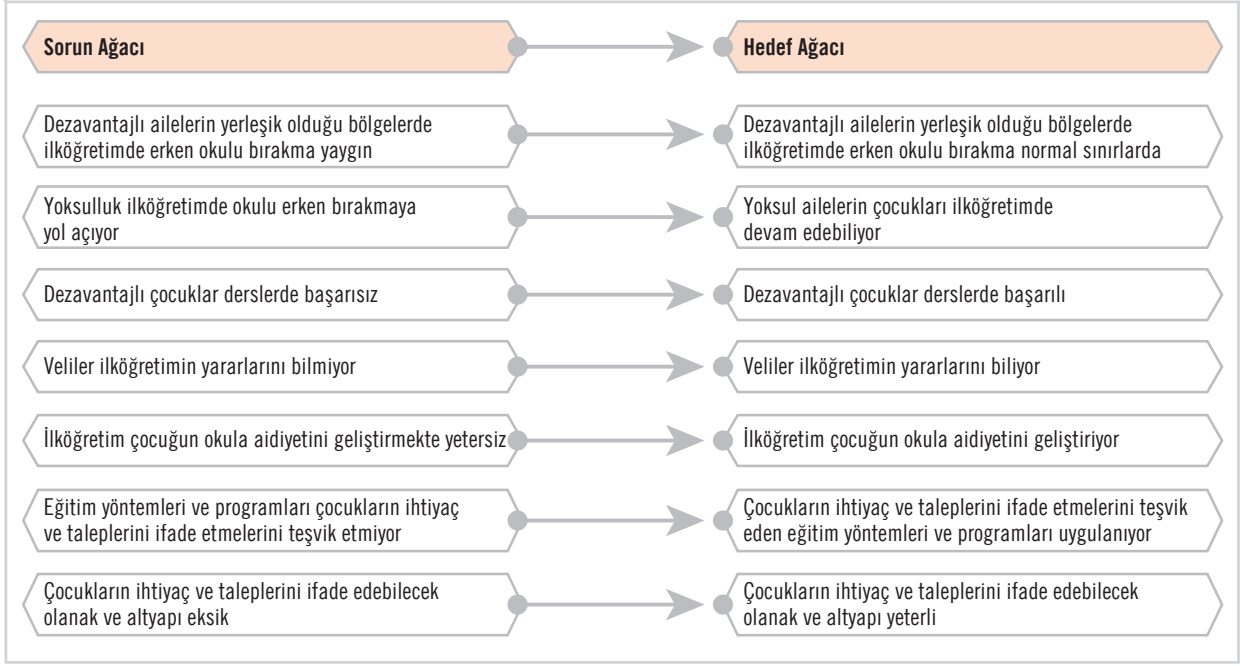 Sorun Ağacı
Hedef Ağacı
Dezavantajlı ailelerin yerleşik olduğu bölgelerde
ilköğretimde erken okulu bırakma yaygın
Dezavantajlı ailelerin yerleşik olduğu bölgelerde
ilköğretimde erken okulu bırakma normal sınırlarda
Yoksulluk ilköğretimde okulu erken bırakmaya
yol açıyor
Yoksul ailelerin çocukları ilköğretimde
devam edebiliyor
Dezavantajlı çocuklar derslerde başarısız
Dezavantajlı çocuklar derslerde başarılı
Veliler ilköğretimin yararlarını bilmiyor
Veliler ilköğretimin yararlarını biliyor
İlköğretim çocuğun okula aidiyetini geliştirmekte yetersiz
İlköğretim çocuğun okula aidiyetini geliştiriyor
Eğitim yöntemleri ve programları çocukların ihtiyaç
ve taleplerini ifade etmelerini teşvik etmiyor
Çocukların ihtiyaç ve taleplerini ifade etmelerini teşvik
eden eğitim yöntemleri ve programları uygulanıyor
Çocukların ihtiyaç ve taleplerini ifade edebilecek
olanak ve altyapı eksik
Çocukların ihtiyaç ve taleplerini ifade edebilecek
olanak ve altyapı yeterli